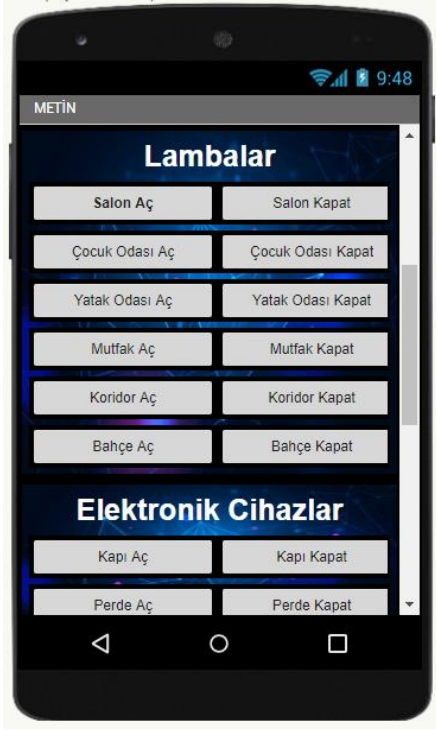 9:48
METİN
Lambalar
Salon Aç Salon Kapat
Çocuk Odası Aç Çocuk Odası Kapat
Yatak Odası Aç Yatak Odası Kapat
Mutfak Aç Mutfak Kapat
Koridor Aç Koridor Kapat
Bahçe Aç Bahçe Kapat
Elektronik Cihazlar
Kapı Aç Kapı Kapat
Perde Aç Perde Kapat